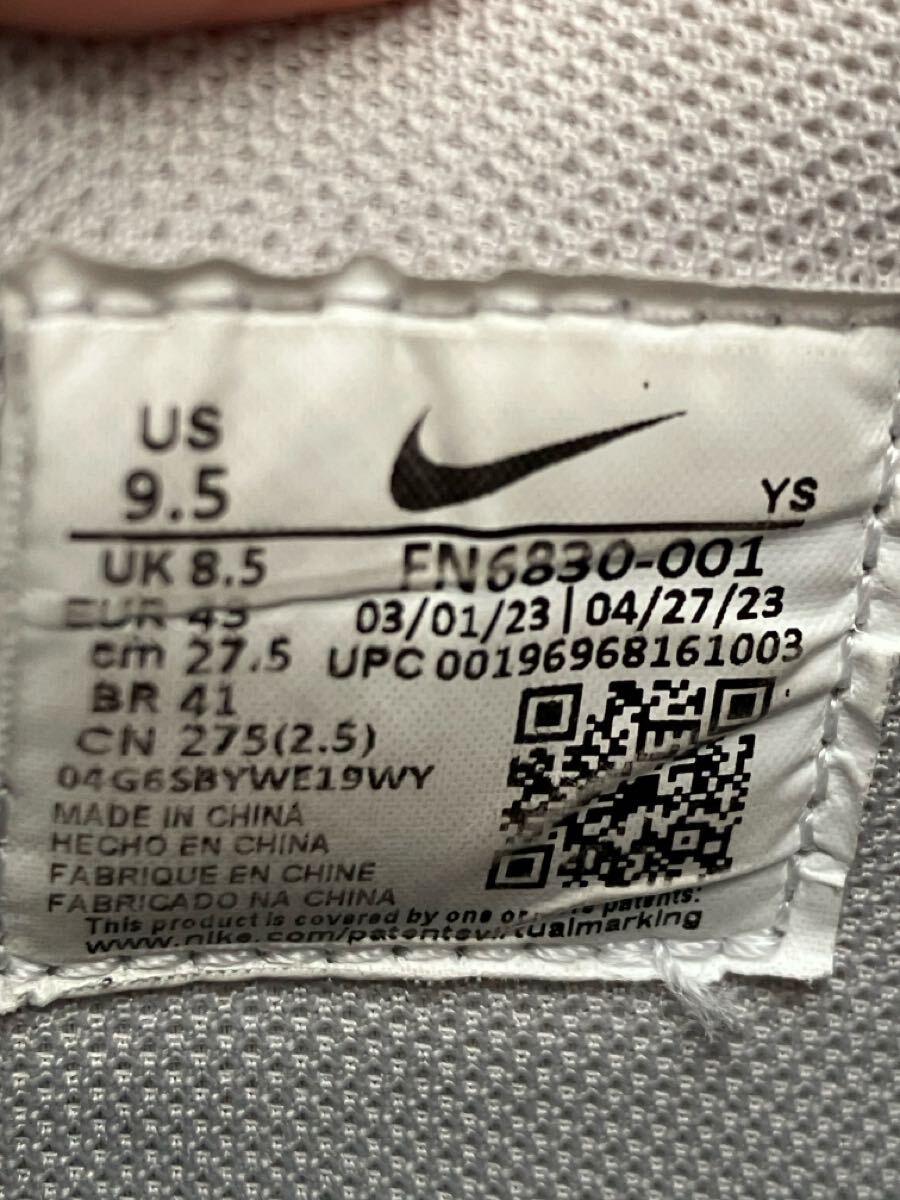 US
9.5
YS
UK 8.5
FN6830-001
EUR 43
03/01/23 | 04/27/23
cm 27.5
UPC 00196968161003
BR 41
CN 275(2.5)
04G6SBYWE19WY
MADE IN CHINA
HECHO EN CHINA
FABRIQUE EN CHINE
FABRICADO NA CHINA
This product is covered by one or patents:
www.nike.com/patentsvirtualmarking